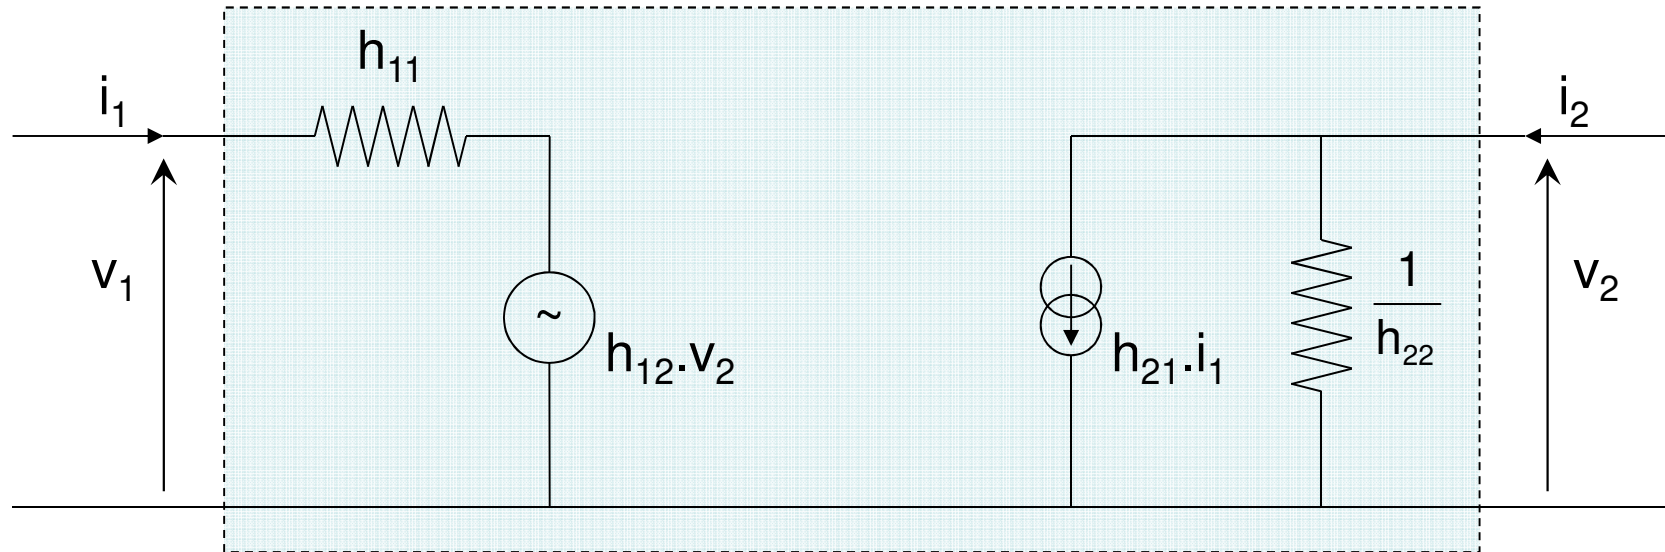 h₁₁
i₁
i₂
v₁
~
h₁₂.v₂
h₂₁.i₁
1
h₂₂
v₂